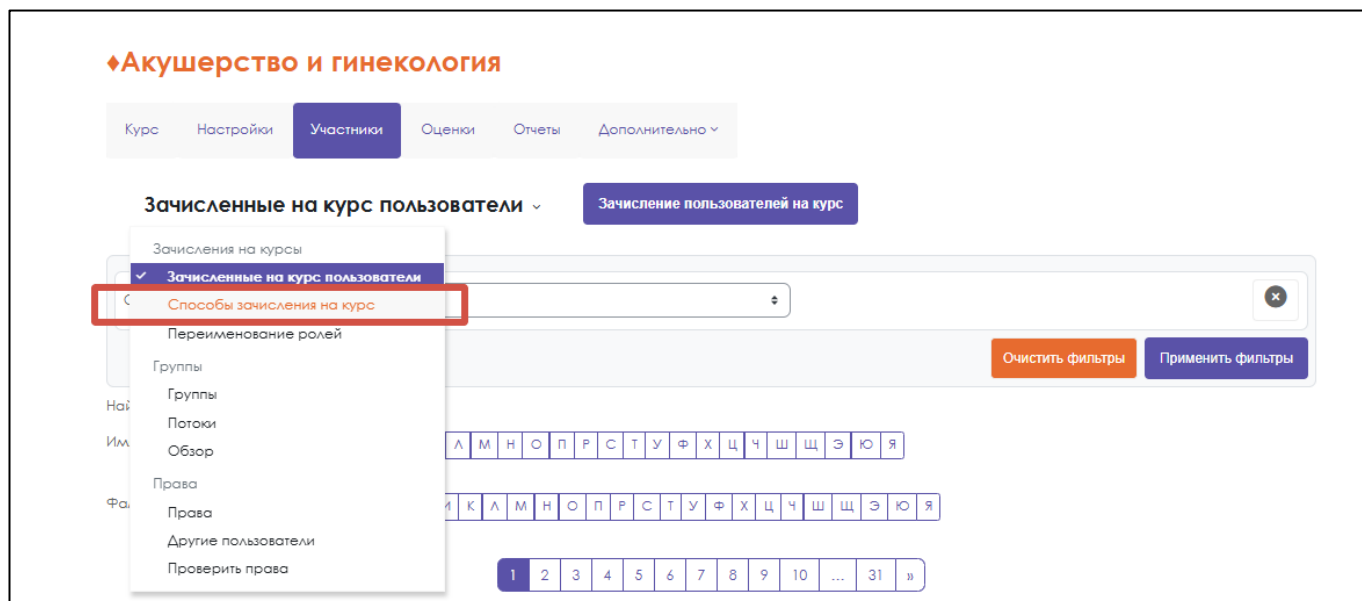 ♦Акушерство и гинекология
Курс Настройки Участники Оценки Отчеты Дополнительно
Зачисленные на курс пользователи Зачисление пользователей на курс
Зачисления на курсы
Зачисленные на курс пользователи
Способы зачисления на курс
Переименование ролей
Очистить фильтры Применить фильтры
Группы
Группы
Потоки
Л М Н О П Р С Т У Ф Х Ц Ч Ш Щ Э Ю Я
Обзор
Права
К Л М Н О П Р С Т У Ф Х Ц Ч Ш Щ Э Ю Я
Права
Другие пользователи
Проверить права
1 2 3 4 5 6 7 8 9 10 ... 31 »